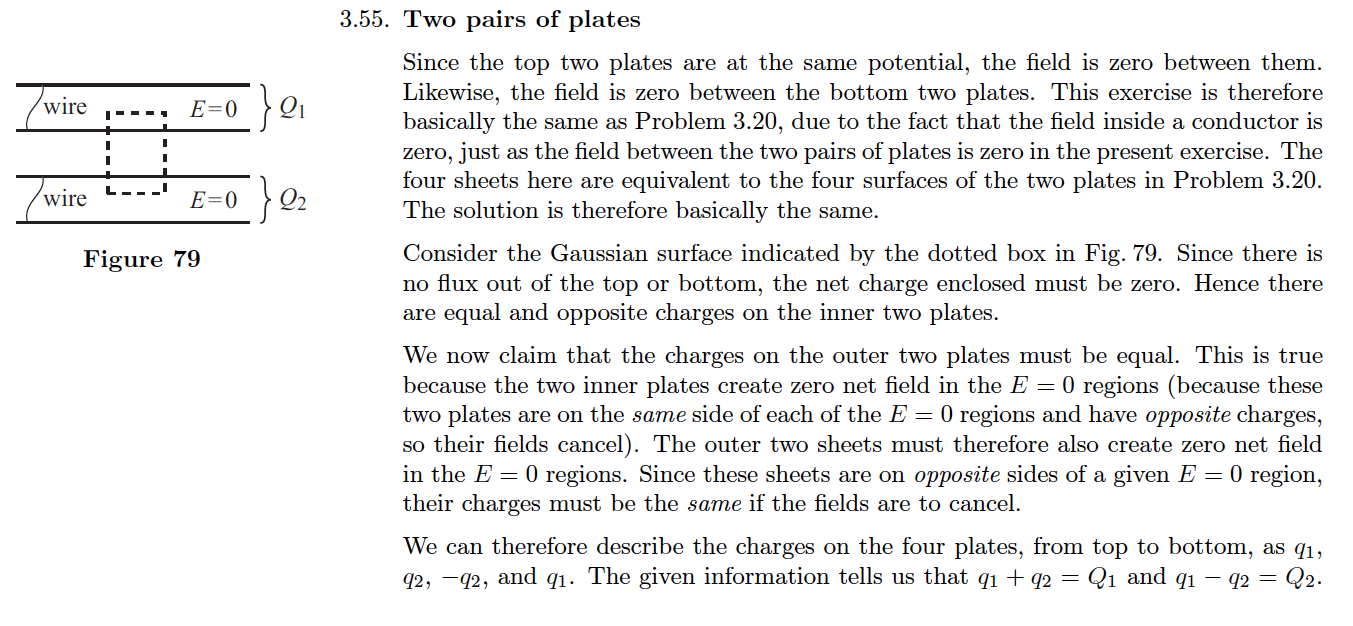 3.55. Two pairs of plates
Since the top two plates are at the same potential, the field is zero between them.
Likewise, the field is zero between the bottom two plates. This exercise is therefore
basically the same as Problem 3.20, due to the fact that the field inside a conductor is
zero, just as the field between the two pairs of plates is zero in the present exercise. The
four sheets here are equivalent to the four surfaces of the two plates in Problem 3.20.
The solution is therefore basically the same.
wire E=0 } Q₁
wire E=0 } Q₂
Figure 79
Consider the Gaussian surface indicated by the dotted box in Fig. 79. Since there is
no flux out of the top or bottom, the net charge enclosed must be zero. Hence there
are equal and opposite charges on the inner two plates.
We now claim that the charges on the outer two plates must be equal. This is true
because the two inner plates create zero net field in the E = 0 regions (because these
two plates are on the same side of each of the E = 0 regions and have opposite charges,
so their fields cancel). The outer two sheets must therefore also create zero net field
in the E = 0 regions. Since these sheets are on opposite sides of a given E = 0 region,
their charges must be the same if the fields are to cancel.
We can therefore describe the charges on the four plates, from top to bottom, as q₁,
q₂, −q₂, and q₁. The given information tells us that q₁ + q₂ = Q₁ and q₁ − q₂ = Q₂.